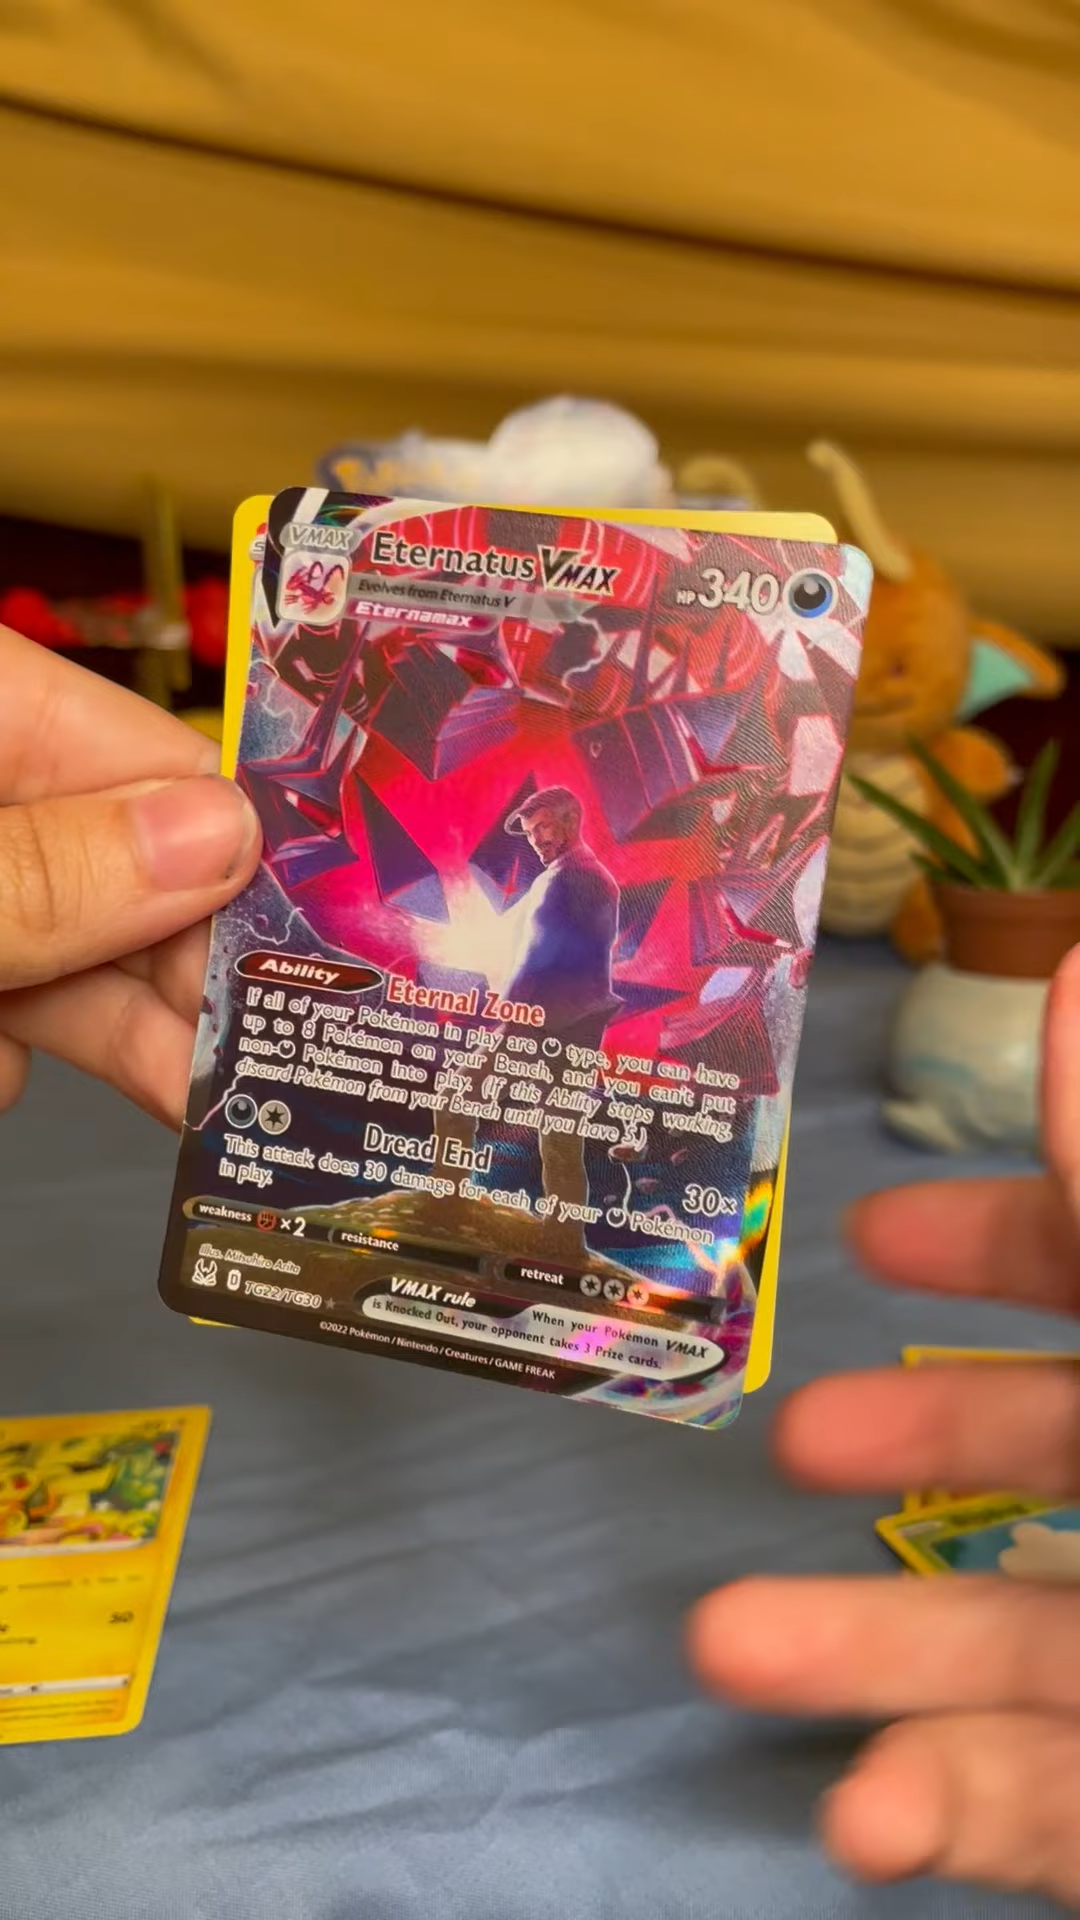 VMAX
Eternatus VMAX
HP 340
Evolves from Eternatus V
Eternamax
Ability Eternal Zone
If all of your Pokémon in play are type, you can have
up to 8 Pokémon on your Bench, and you can't put
non- Pokémon into play. (If this Ability stops working,
discard Pokémon from your Bench until you have 5.)
Dread End
30×
This attack does 30 damage for each of your Pokémon
in play.
weakness ×2 resistance retreat
Illus. Mitsuhiro Arita
D TG22/TG30
VMAX rule When your Pokémon VMAX
is Knocked Out, your opponent takes 3 Prize cards.
©2022 Pokémon / Nintendo / Creatures / GAME FREAK
50